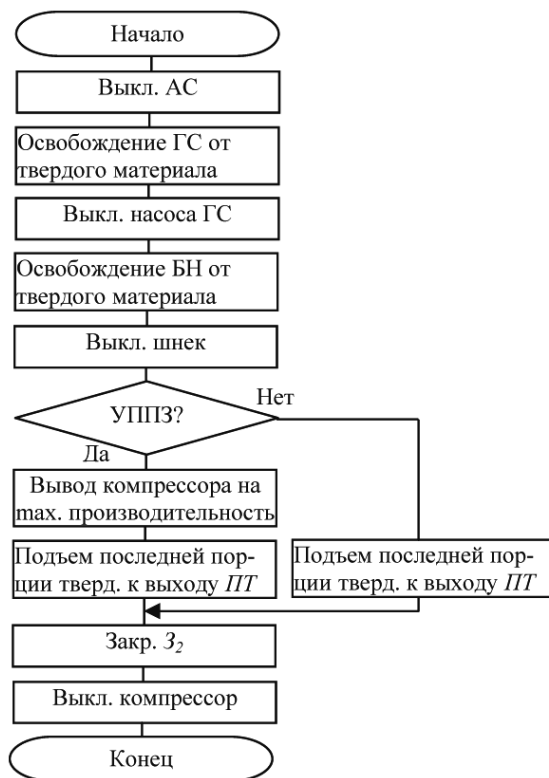 Начало
Выкл. АС
Освобождение ГС от
твердого материала
Выкл. насоса ГС
Освобождение БН от
твердого материала
Выкл. шнек
УППЗ?
Нет
Да
Вывод компрессора на
max. производительность
Подъем последней пор-
ции тверд. к выходу ПТ
Подъем последней пор-
ции тверд. к выходу ПТ
Закр. З₂
Выкл. компрессор
Конец